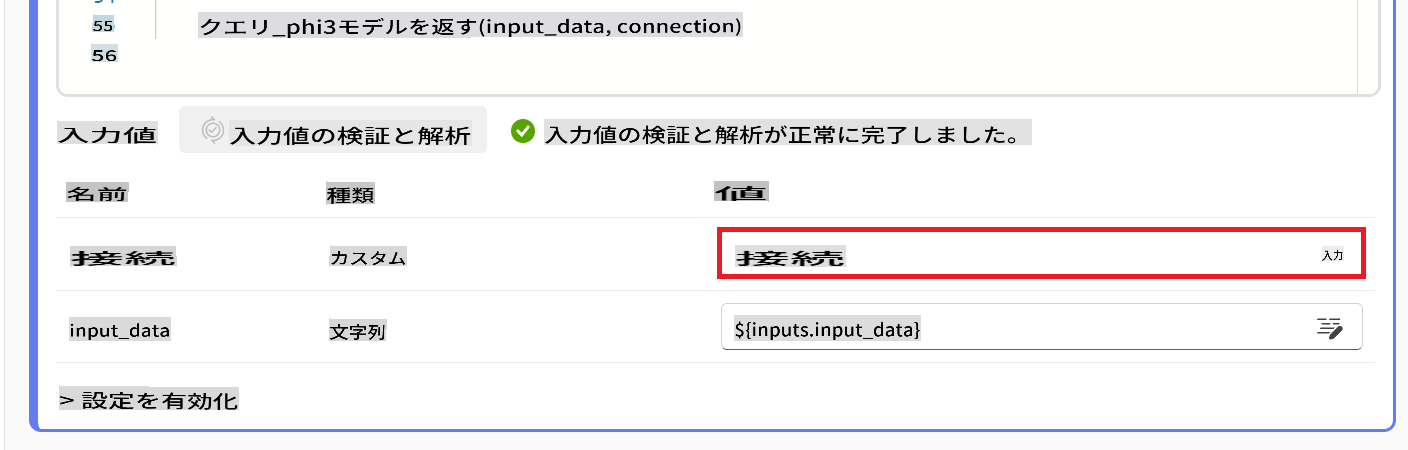 55 クエリ_phi3モデルを返す(input_data, connection)
56
入力値 入力値の検証と解析 入力値の検証と解析が正常に完了しました。
名前 種類 値
接続 カスタム 接続 入力
input_data 文字列 ${inputs.input_data}
> 設定を有効化